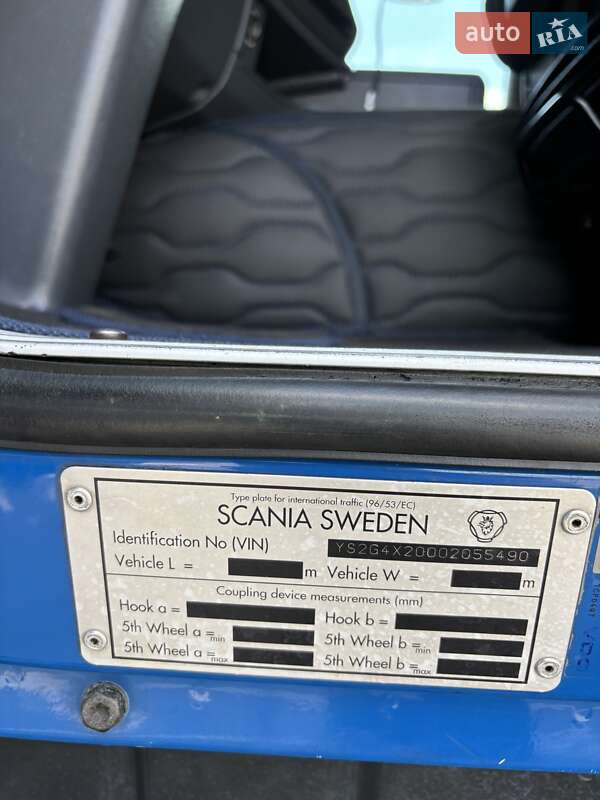 auto RIA .com
Type plate for international traffic (96/53/EC)
SCANIA SWEDEN
Identification No (VIN) YS2G4X20002055490
Vehicle L = m Vehicle W = m
Coupling device measurements (mm)
Hook a = Hook b =
5th Wheel a = min 5th Wheel b = min
5th Wheel a = max 5th Wheel b = max